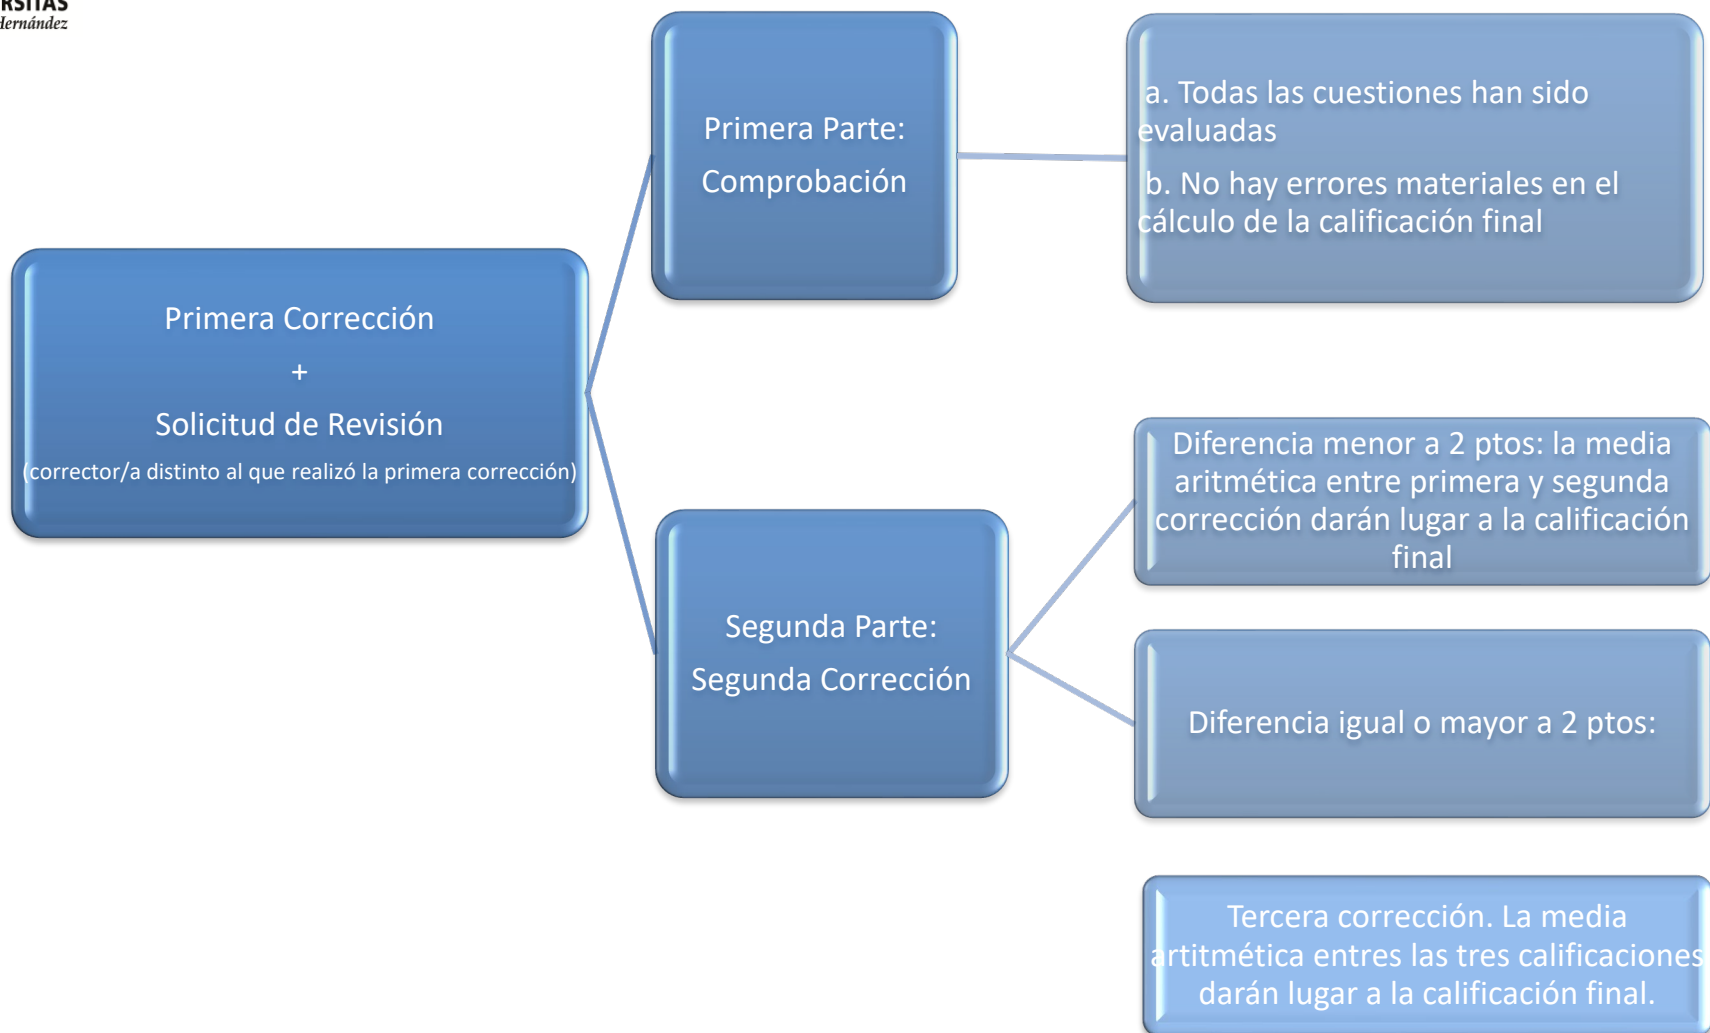 Hernández
Primera Corrección
+
Solicitud de Revisión
(corrector/a distinto al que realizó la primera corrección)
Primera Parte:
Comprobación
a. Todas las cuestiones han sido
evaluadas
b. No hay errores materiales en el
cálculo de la calificación final
Segunda Parte:
Segunda Corrección
Diferencia menor a 2 ptos: la media
aritmética entre primera y segunda
corrección darán lugar a la calificación
final
Diferencia igual o mayor a 2 ptos:
Tercera corrección. La media
artitmética entres las tres calificaciones
darán lugar a la calificación final.